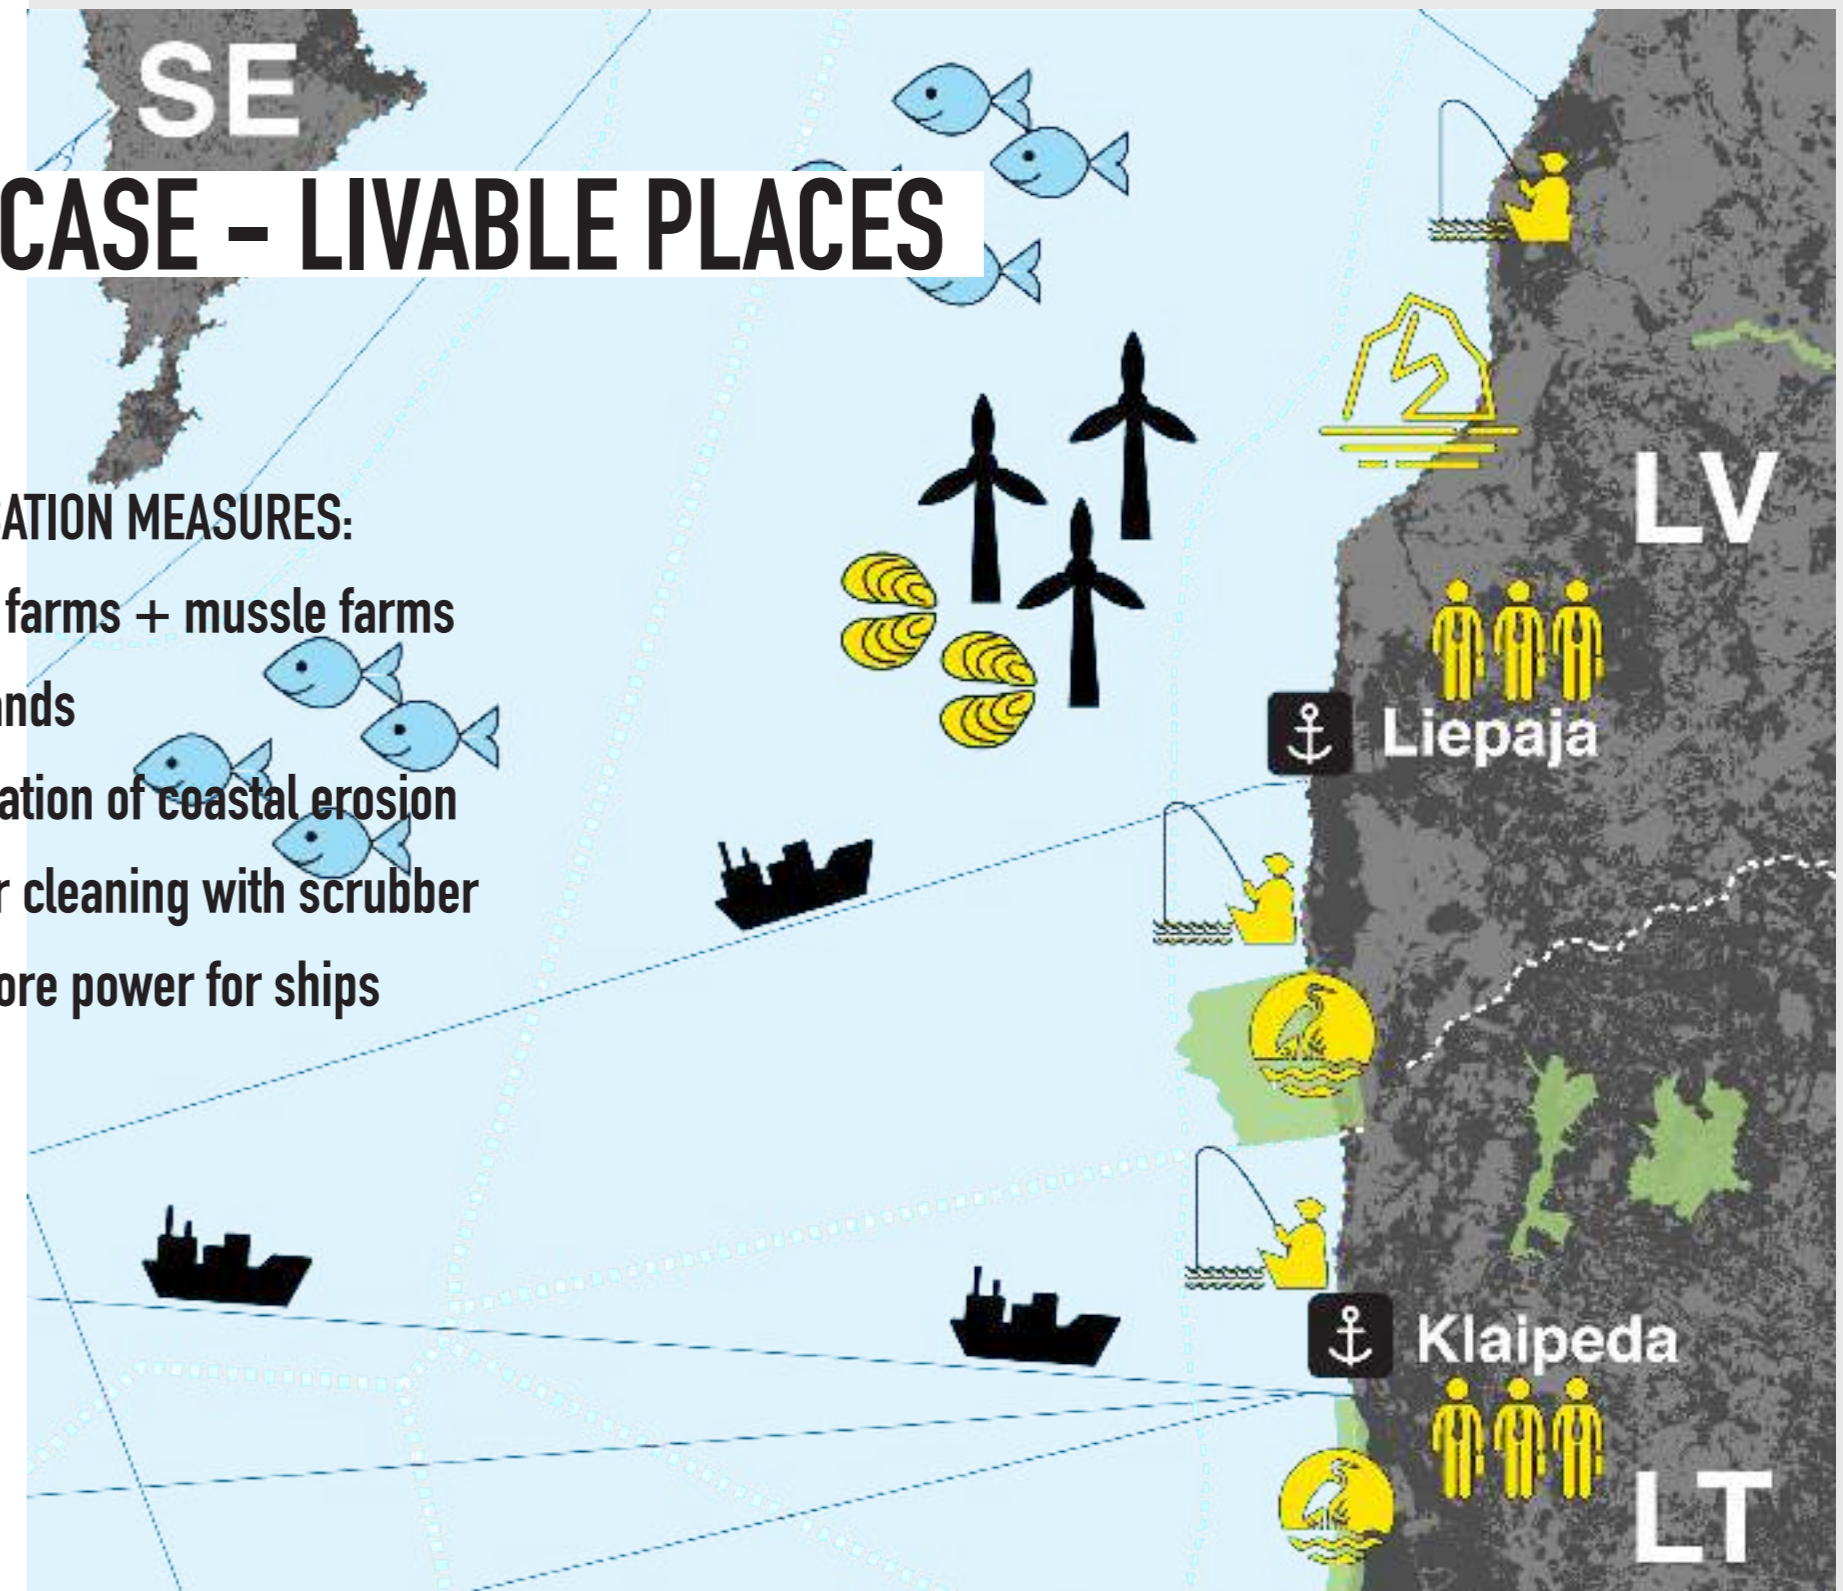 SE
CASE – LIVABLE PLACES
LV
ATION MEASURES:
farms + mussle farms
nds
Liepaja
ation of coastal erosion
r cleaning with scrubber
ore power for ships
Klaipeda
LT